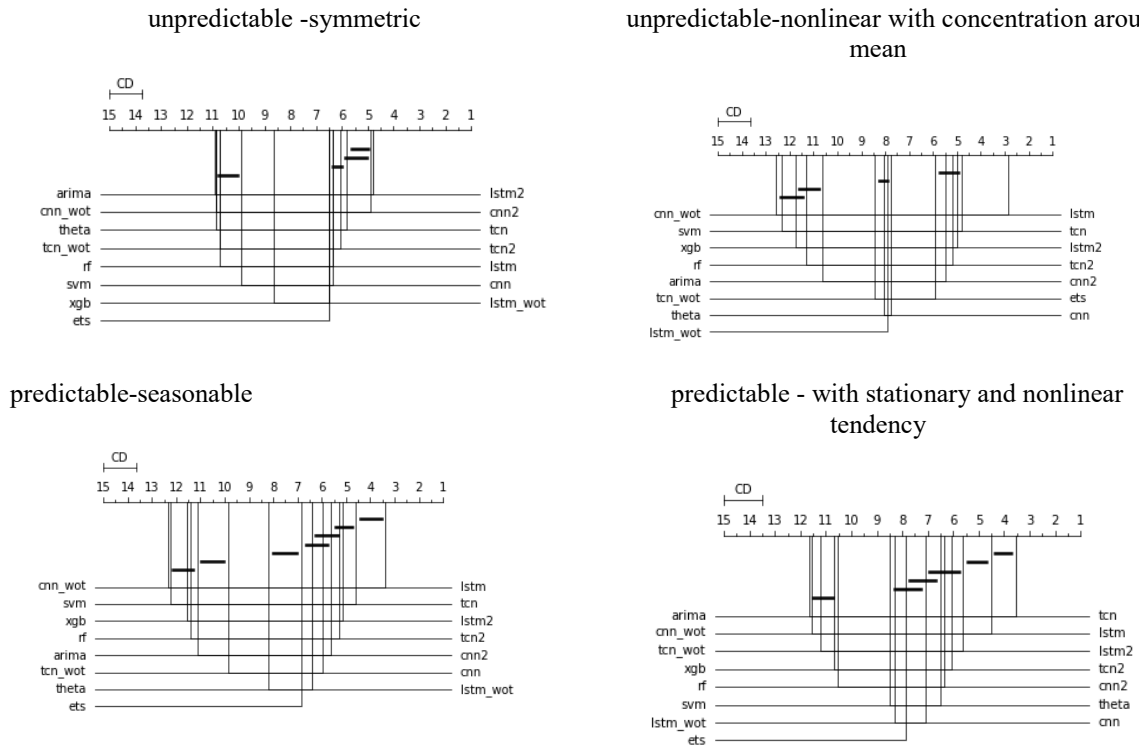 unpredictable -symmetric
CD
15 14 13 12 11 10 9 8 7 6 5 4 3 2 1
arima lstm2
cnn_wot cnn2
theta tcn
tcn_wot tcn2
rf lstm
svm cnn
xgb lstm_wot
ets
unpredictable-nonlinear with concentration arou
mean
CD
15 14 13 12 11 10 9 8 7 6 5 4 3 2 1
cnn_wot lstm
svm tcn
xgb lstm2
rf tcn2
arima cnn2
tcn_wot ets
theta cnn
lstm_wot
predictable-seasonable
CD
15 14 13 12 11 10 9 8 7 6 5 4 3 2 1
cnn_wot lstm
svm tcn
xgb lstm2
rf tcn2
arima cnn2
tcn_wot cnn
theta lstm_wot
ets
predictable - with stationary and nonlinear
tendency
CD
15 14 13 12 11 10 9 8 7 6 5 4 3 2 1
arima tcn
cnn_wot lstm
tcn_wot lstm2
xgb tcn2
rf cnn2
svm theta
lstm_wot cnn
ets